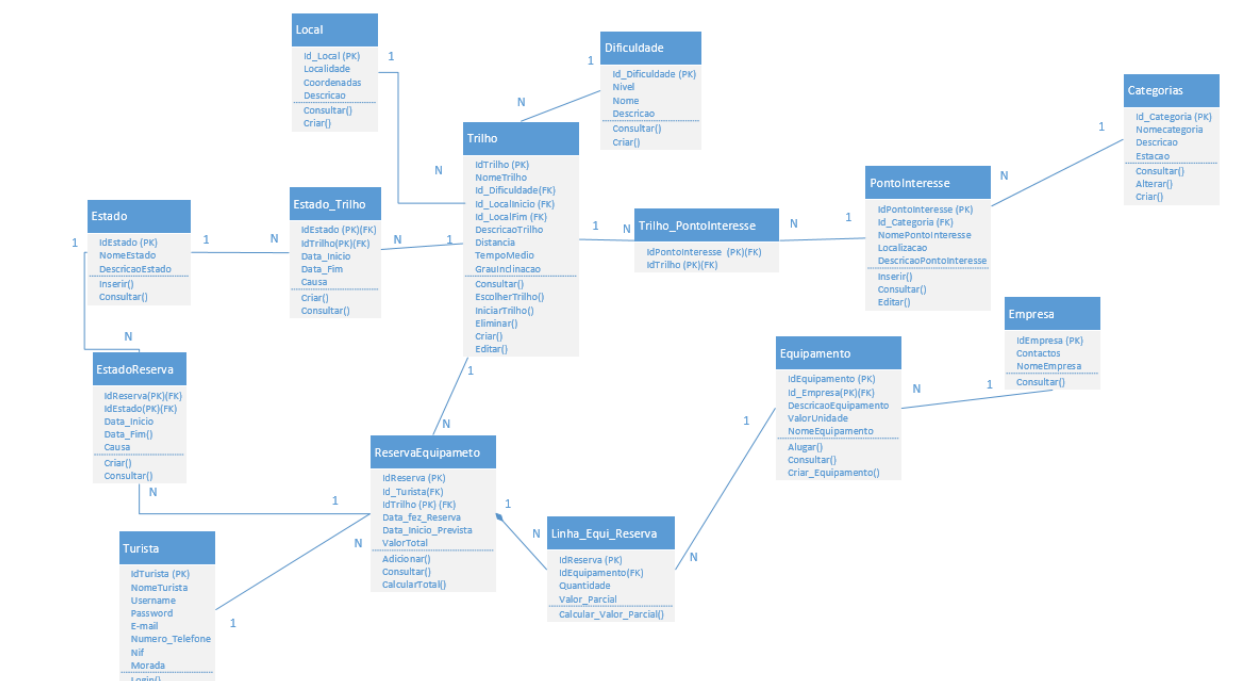 Local
Id_Local (PK)
Localidade
Coordenadas
Descricao
Consultar()
Criar()
1
N
Dificuldade
Id_Dificuldade (PK)
Nivel
Nome
Descricao
Consultar()
Criar()
1
N
Categorias
Id_Categoria (PK)
Nomecategoria
Descricao
Estacao
Consultar()
Alterar()
Criar()
1
N
Trilho
IdTrilho (PK)
NomeTrilho
Id_Dificuldade(FK)
Id_LocalInicio (FK)
Id_LocalFim (FK)
DescricaoTrilho
Distancia
TempoMedio
GrauInclinacao
Consultar()
EscolherTrilho()
IniciarTrilho()
Eliminar()
Criar()
Editar()
PontoInteresse
IdPontoInteresse (PK)
Id_Categoria (FK)
NomePontoInteresse
Localizacao
DescricaoPontoInteresse
Inserir()
Consultar()
Editar()
Estado_Trilho
IdEstado (PK)(FK)
IdTrilho(PK)(FK)
Data_Inicio
Data_Fim
Causa
Criar()
Consultar()
N
1
Estado
IdEstado (PK)
NomeEstado
DescricaoEstado
Inserir()
Consultar()
1
1
N
Trilho_PontoInteresse
IdPontoInteresse (PK)(FK)
IdTrilho (PK)(FK)
1
N
N
1
Empresa
IdEmpresa (PK)
Contactos
NomeEmpresa
Consultar()
1
N
Equipamento
IdEquipamento (PK)
Id_Empresa(PK)(FK)
DescricaoEquipamento
ValorUnidade
NomeEquipamento
Alugar()
Consultar()
Criar_Equipamento()
1
N
N
EstadoReserva
IdReserva(PK)(FK)
IdEstado(PK)(FK)
Data_Inicio
Data_Fim()
Causa
Criar()
Consultar()
N
1
1
N
ReservaEquipameto
IdReserva (PK)
Id_Turista(FK)
IdTrilho (PK) (FK)
Data_fez_Reserva
Data_Inicio_Prevista
ValorTotal
Adicionar()
Consultar()
CalcularTotal()
1
N
Linha_Equi_Reserva
IdReserva (PK)
IdEquipamento(FK)
Quantidade
Valor_Parcial
Calcular_Valor_Parcial()
Turista
IdTurista (PK)
NomeTurista
Username
Password
E-mail
Numero_Telefone
Nif
Morada
Login()
N
1